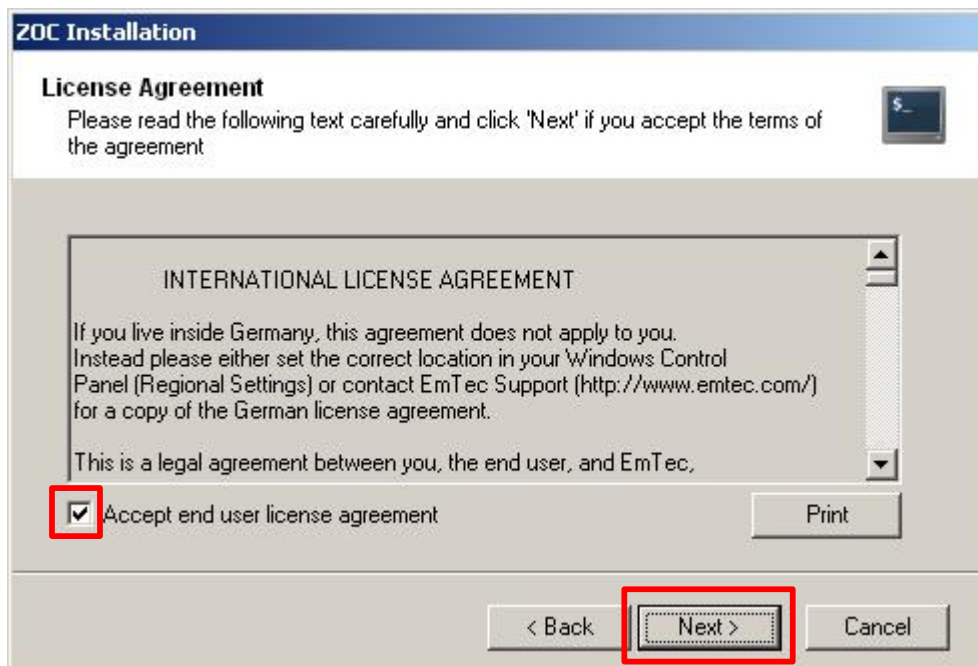 ZOC Installation
License Agreement
Please read the following text carefully and click 'Next' if you accept the terms of
the agreement
$_
INTERNATIONAL LICENSE AGREEMENT
If you live inside Germany, this agreement does not apply to you.
Instead please either set the correct location in your Windows Control
Panel (Regional Settings) or contact EmTec Support (http://www.emtec.com/)
for a copy of the German license agreement.
This is a legal agreement between you, the end user, and EmTec,
Accept end user license agreement
Print
< Back
Next >
Cancel